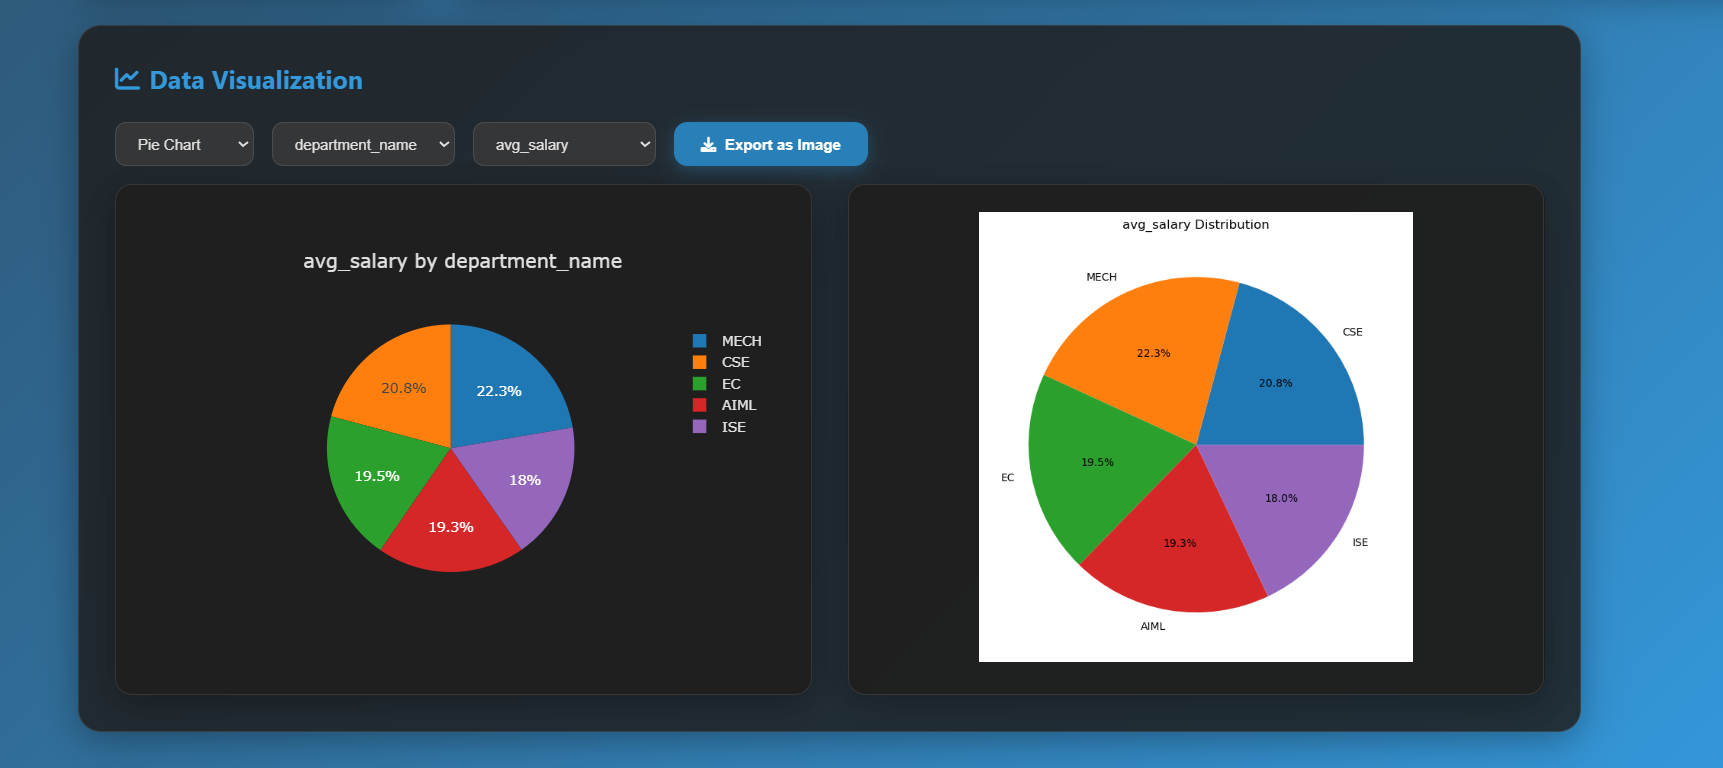 Data Visualization
Pie Chart department_name avg_salary Export as Image
avg_salary by department_name
MECH
CSE
EC
AIML
ISE
20.8%
22.3%
19.5%
18%
19.3%
avg_salary Distribution
MECH
CSE
22.3%
20.8%
EC
19.5%
18.0%
19.3%
ISE
AIML